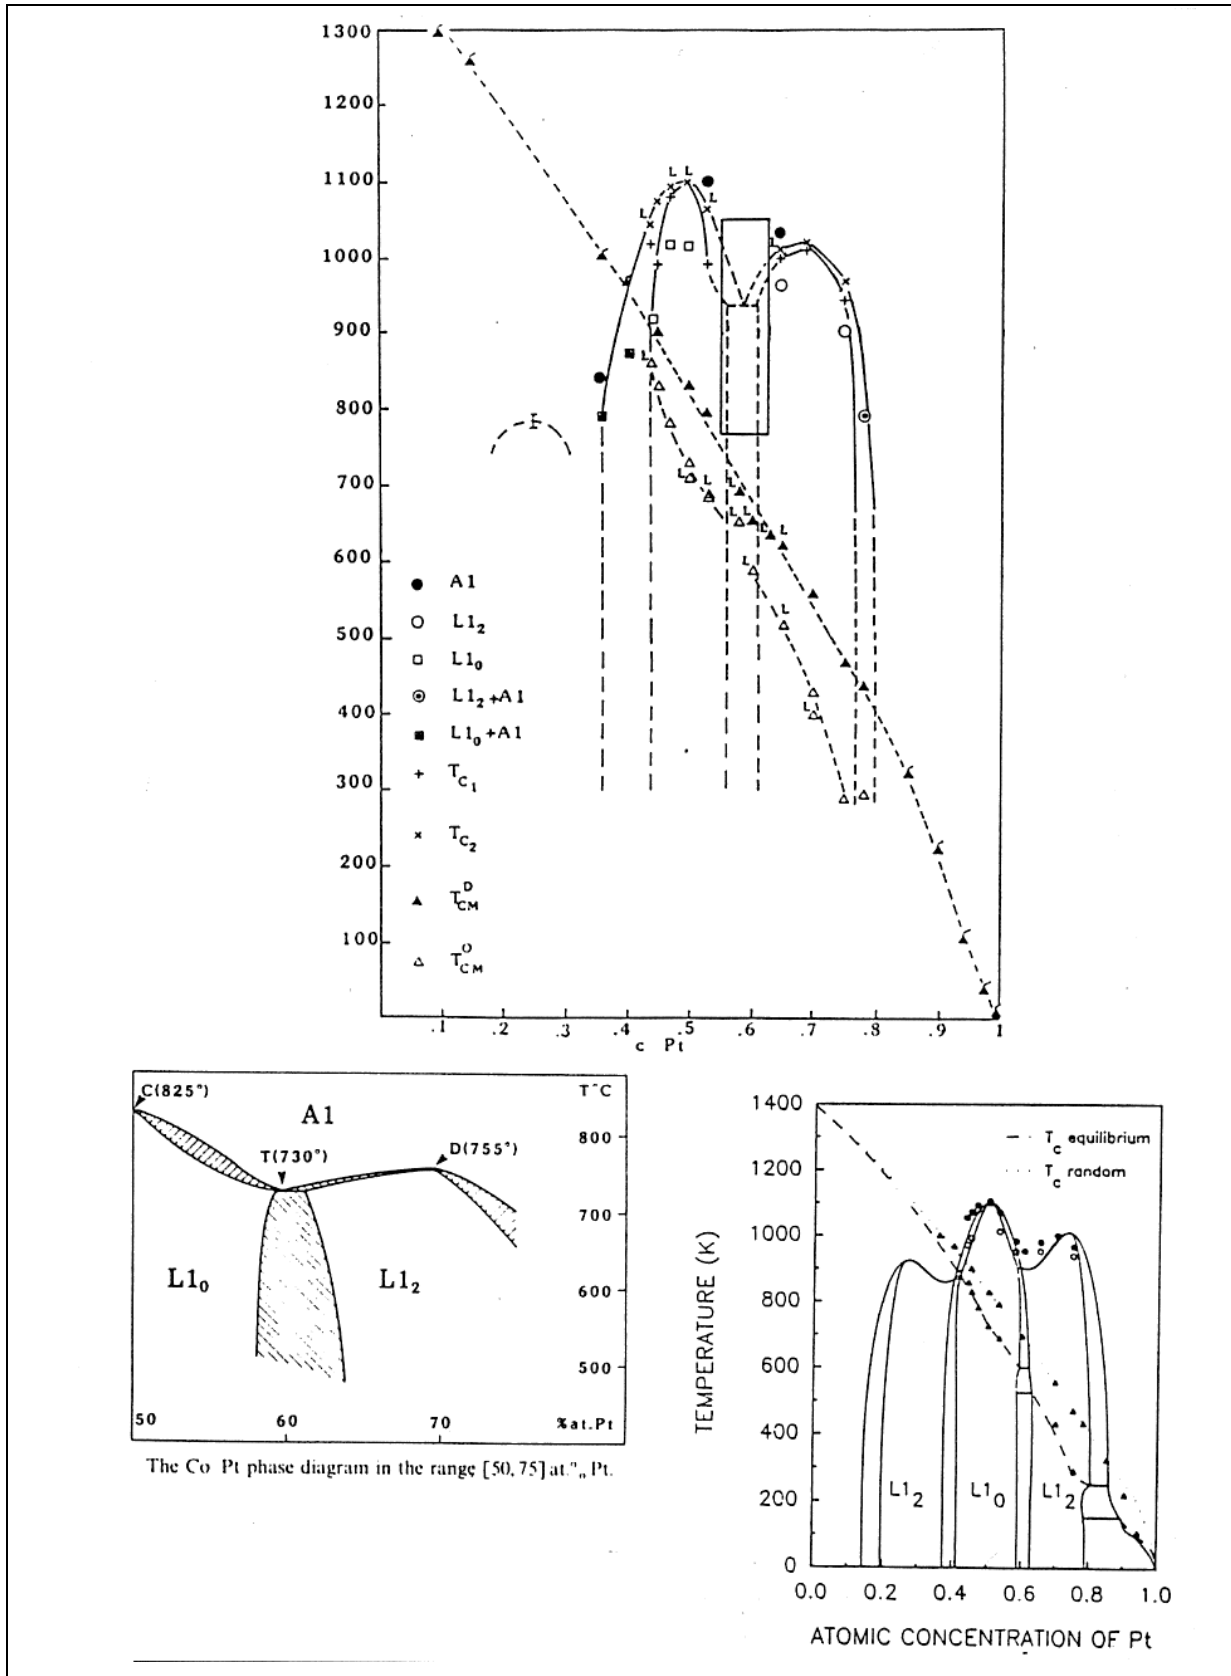 1300
1200
1100
1000
900
800
700
600
500
400
300
200
100
L
L L
L
L
L
L
L L
L L
L
L
L
A1
L1₂
L1₀
L1₂+A1
L1₀+A1
T_C₁
T_C₂
T_CM^D
T_CM^O
.1 .2 .3 .4 .5 .6 .7 .8 .9 1
c Pt
C(825°)
A1
T(730°)
D(755°)
T°C
800
700
600
500
L1₀
L1₂
50 60 70 %at.Pt
The Co Pt phase diagram in the range [50,75] at.% Pt.
1400
1200
1000
800
600
400
200
0
TEMPERATURE (K)
T_c equilibrium
T_c random
L1₂ L1₀ L1₂
0.0 0.2 0.4 0.6 0.8 1.0
ATOMIC CONCENTRATION OF Pt